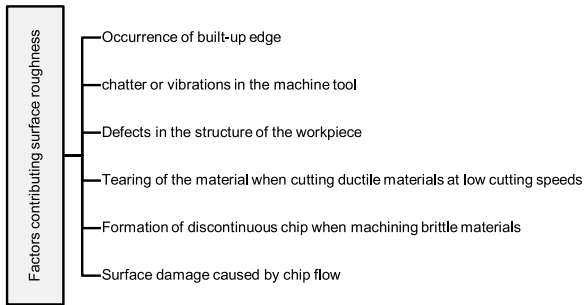 Factors contributing surface roughness
Occurrence of built-up edge
chatter or vibrations in the machine tool
Defects in the structure of the workpiece
Tearing of the material when cutting ductile materials at low cutting speeds
Formation of discontinuous chip when machining brittle materials
Surface damage caused by chip flow